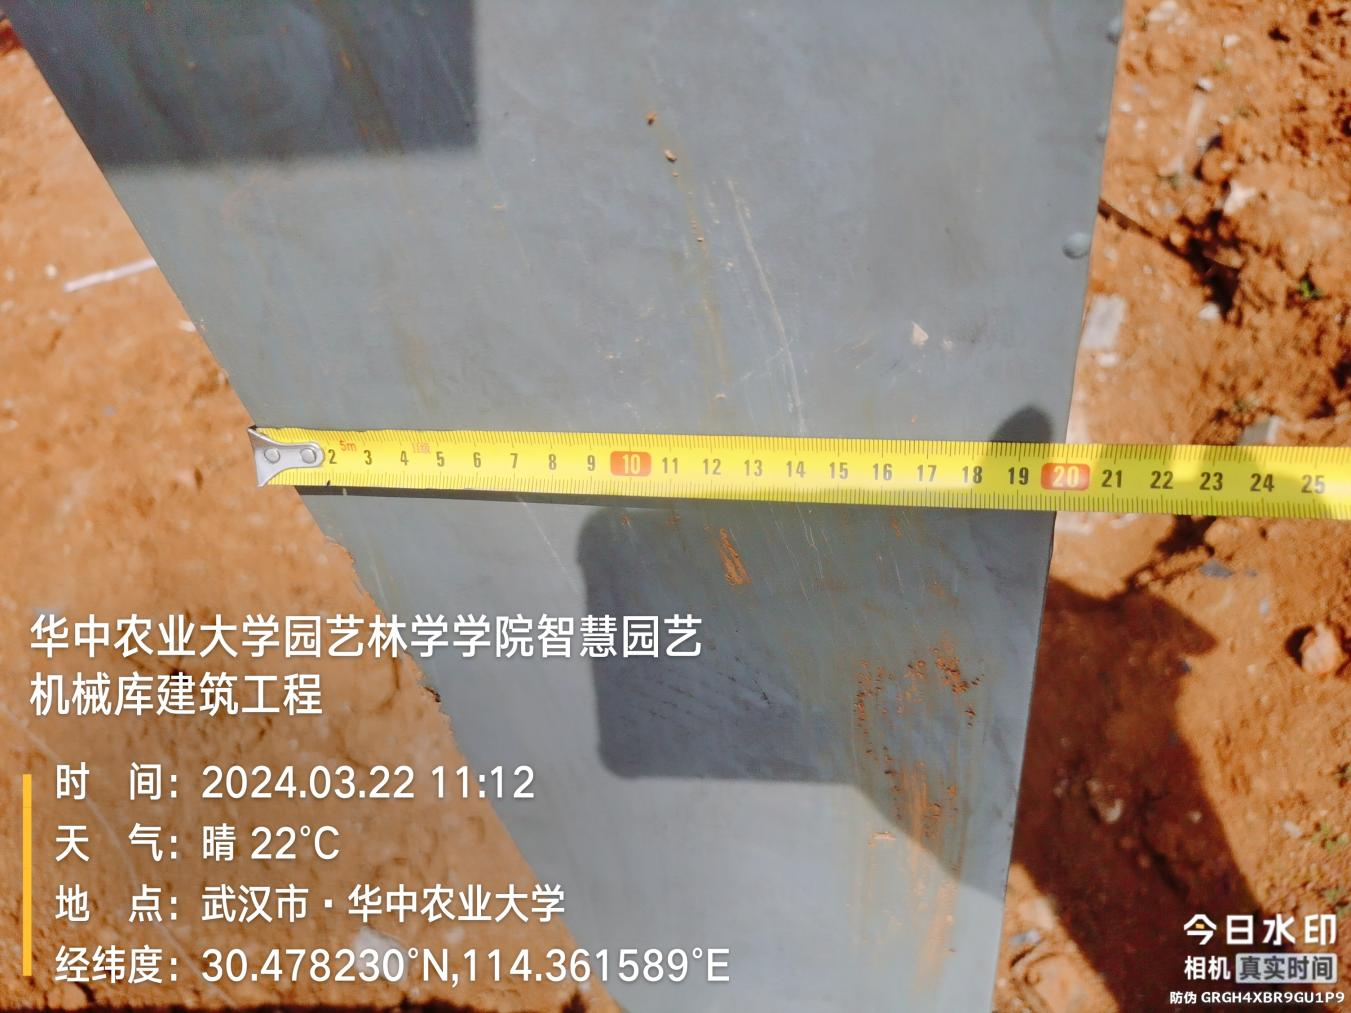 5m
2 3 4 5 6 7 8 9 10 11 12 13 14 15 16 17 18 19 20 21 22 23 24 25
华中农业大学园艺林学学院智慧园艺
机械库建筑工程
时 间：2024.03.22 11:12
天 气：晴 22°C
地 点：武汉市·华中农业大学
经纬度：30.478230°N,114.361589°E
今日水印
相机 真实时间
防伪 GRGH4XBR9GU1P9